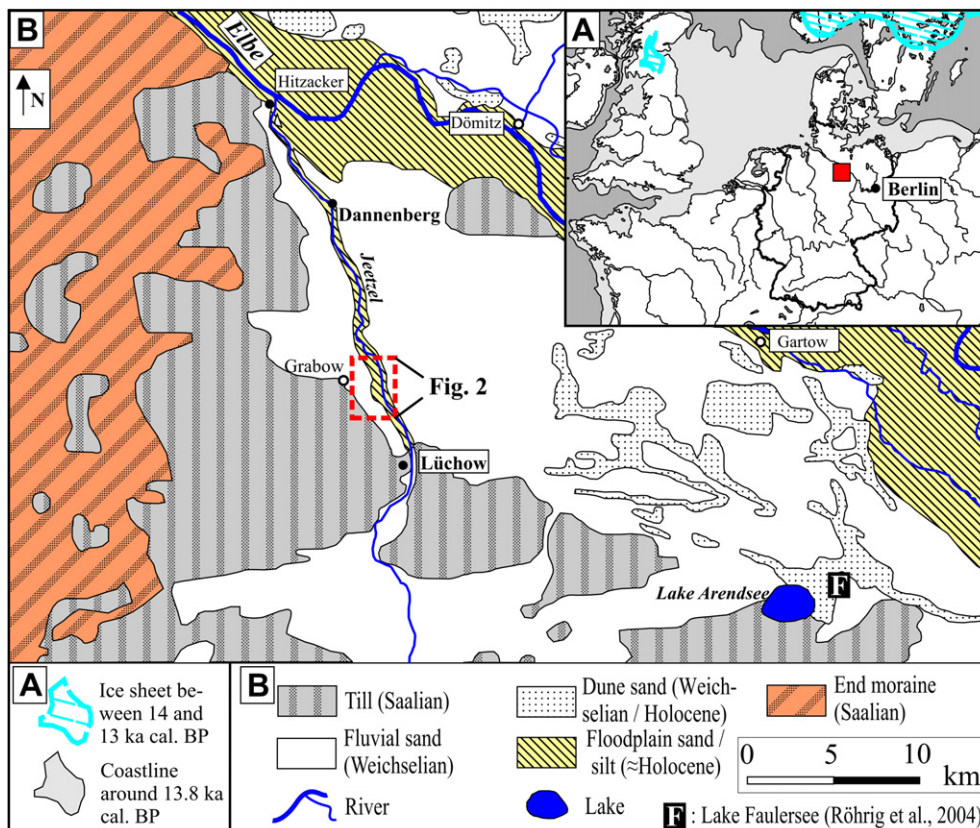 B
N
Elbe
Hitzacker
Dömitz
Dannenberg
Jeetzel
Grabow
Fig. 2
Lüchow
Gartow
Lake Arendsee
F
A
Berlin
A
Ice sheet be-
tween 14 and
13 ka cal. BP
Coastline
around 13.8 ka
cal. BP
B
Till (Saalian)
Fluvial sand
(Weichselian)
River
Dune sand (Weich-
selian / Holocene)
Floodplain sand /
silt (≈Holocene)
Lake
End moraine
(Saalian)
0 5 10
km
F : Lake Faulersee (Röhrig et al., 2004)